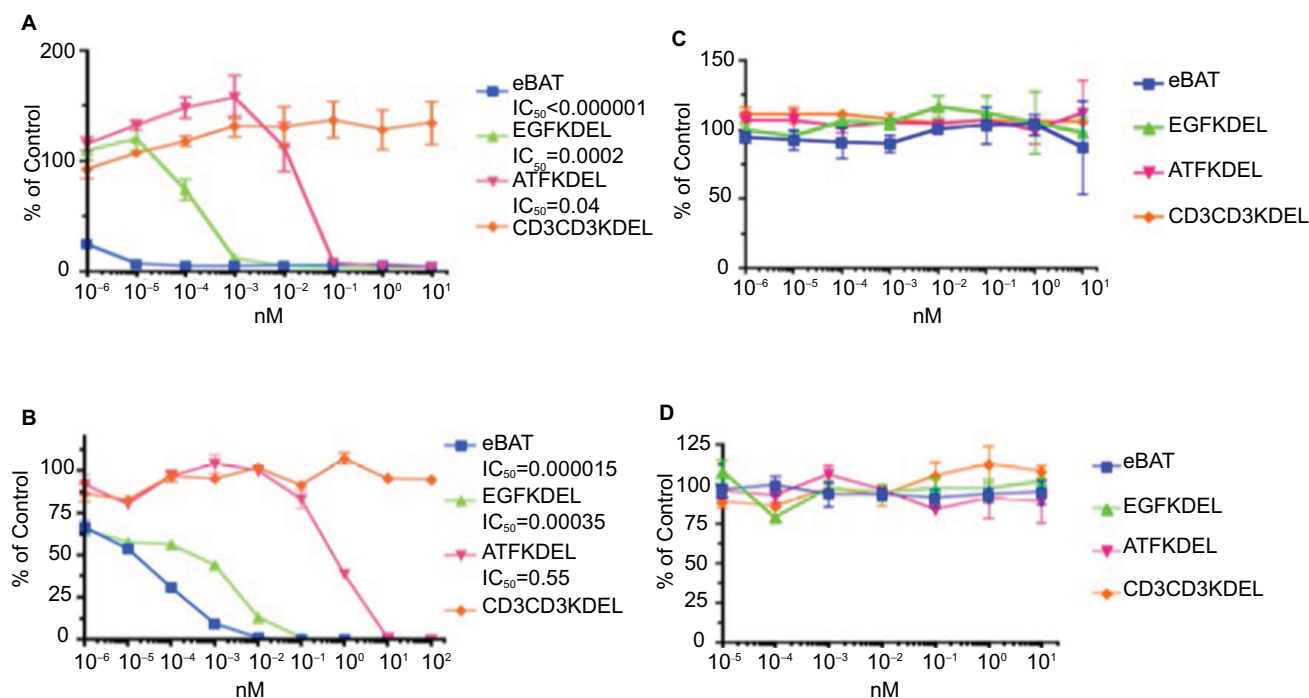 A
200
100
0
% of Control
10⁻⁶ 10⁻⁵ 10⁻⁴ 10⁻³ 10⁻² 10⁻¹ 10⁰ 10¹
nM
eBAT
IC₅₀<0.000001
EGFKDEL
IC₅₀=0.0002
ATFKDEL
IC₅₀=0.04
CD3CD3KDEL
C
150
100
50
0
% of Control
10⁻⁶ 10⁻⁵ 10⁻⁴ 10⁻³ 10⁻² 10⁻¹ 10⁰ 10¹
nM
eBAT
EGFKDEL
ATFKDEL
CD3CD3KDEL
B
100
75
50
25
0
% of Control
10⁻⁶ 10⁻⁵ 10⁻⁴ 10⁻³ 10⁻² 10⁻¹ 10⁰ 10¹ 10²
nM
eBAT
IC₅₀=0.000015
EGFKDEL
IC₅₀=0.00035
ATFKDEL
IC₅₀=0.55
CD3CD3KDEL
D
125
100
75
50
25
0
% of Control
10⁻⁵ 10⁻⁴ 10⁻³ 10⁻² 10⁻¹ 10⁰ 10¹
nM
eBAT
EGFKDEL
ATFKDEL
CD3CD3KDEL